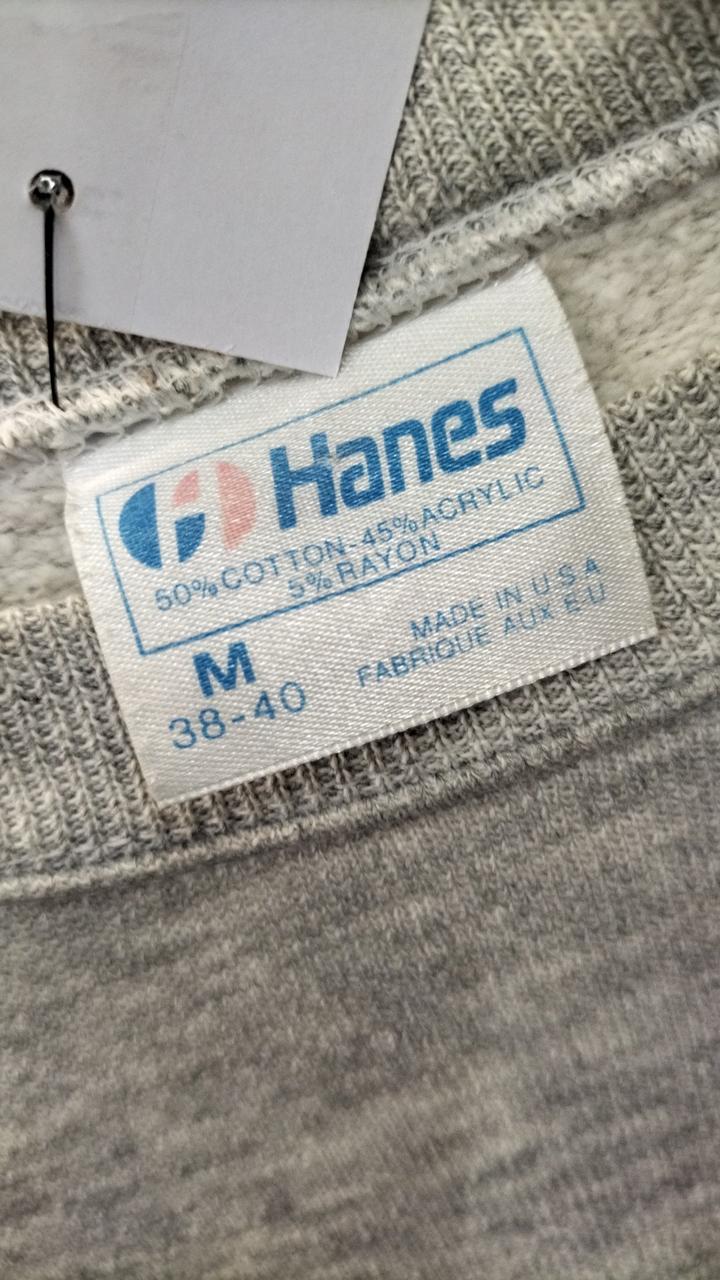 Hanes
50% COTTON-45% ACRYLIC
5% RAYON
M
38-40
MADE IN U S A
FABRIQUE AUX E U